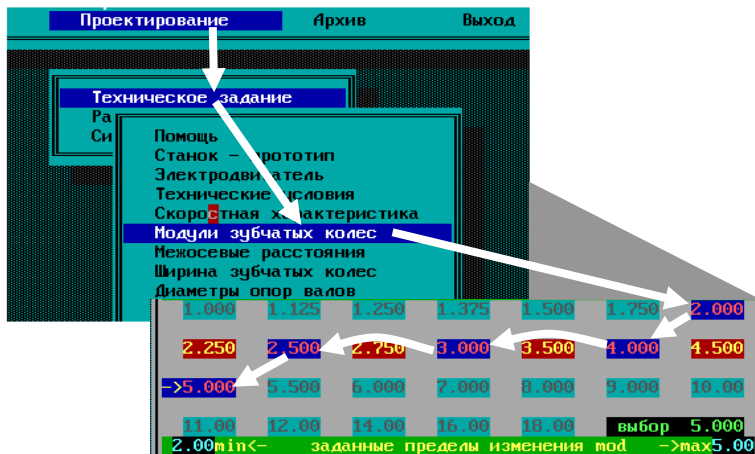 Проектирование Архив Выход
Техническое задание
Ра
Си
Помощь
Станок - прототип
Электродвигатель
Технические условия
Скоростная характеристика
Модули зубчатых колес
Межосевые расстояния
Ширина зубчатых колес
Диаметры опор валов
1.000 1.125 1.250 1.375 1.500 1.750 2.000
2.250 2.500 2.750 3.000 3.500 4.000 4.500
->5.000 5.500 6.000 7.000 8.000 9.000 10.00
11.00 12.00 14.00 16.00 18.00 выбор 5.000
2.00min<- заданные пределы изменения mod ->max5.00